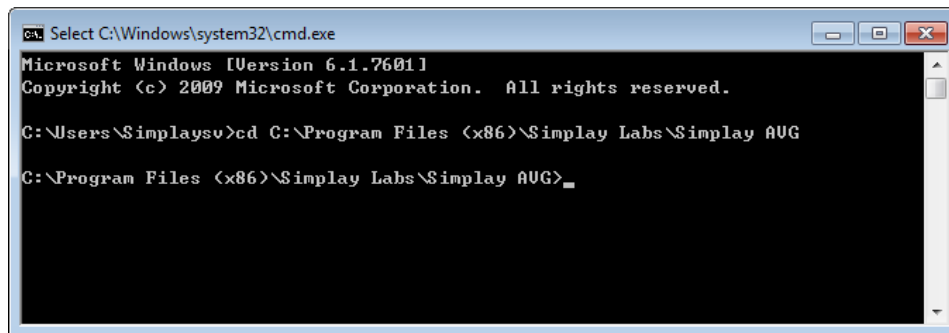 Select C:\Windows\system32\cmd.exe
Microsoft Windows [Version 6.1.7601]
Copyright (c) 2009 Microsoft Corporation.  All rights reserved.
C:\Users\Simplaysv>cd C:\Program Files (x86)\Simplay Labs\Simplay AVG
C:\Program Files (x86)\Simplay Labs\Simplay AVG>_